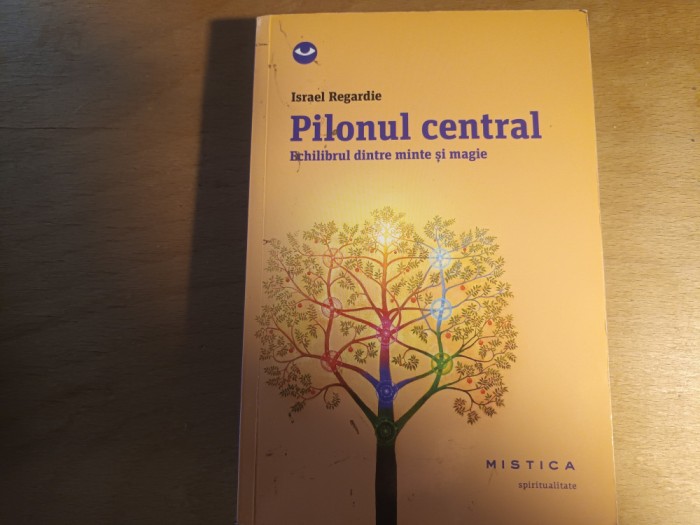 Israel Regardie
Pilonul central
Echilibrul dintre minte și magie
MISTICA
spiritualitate